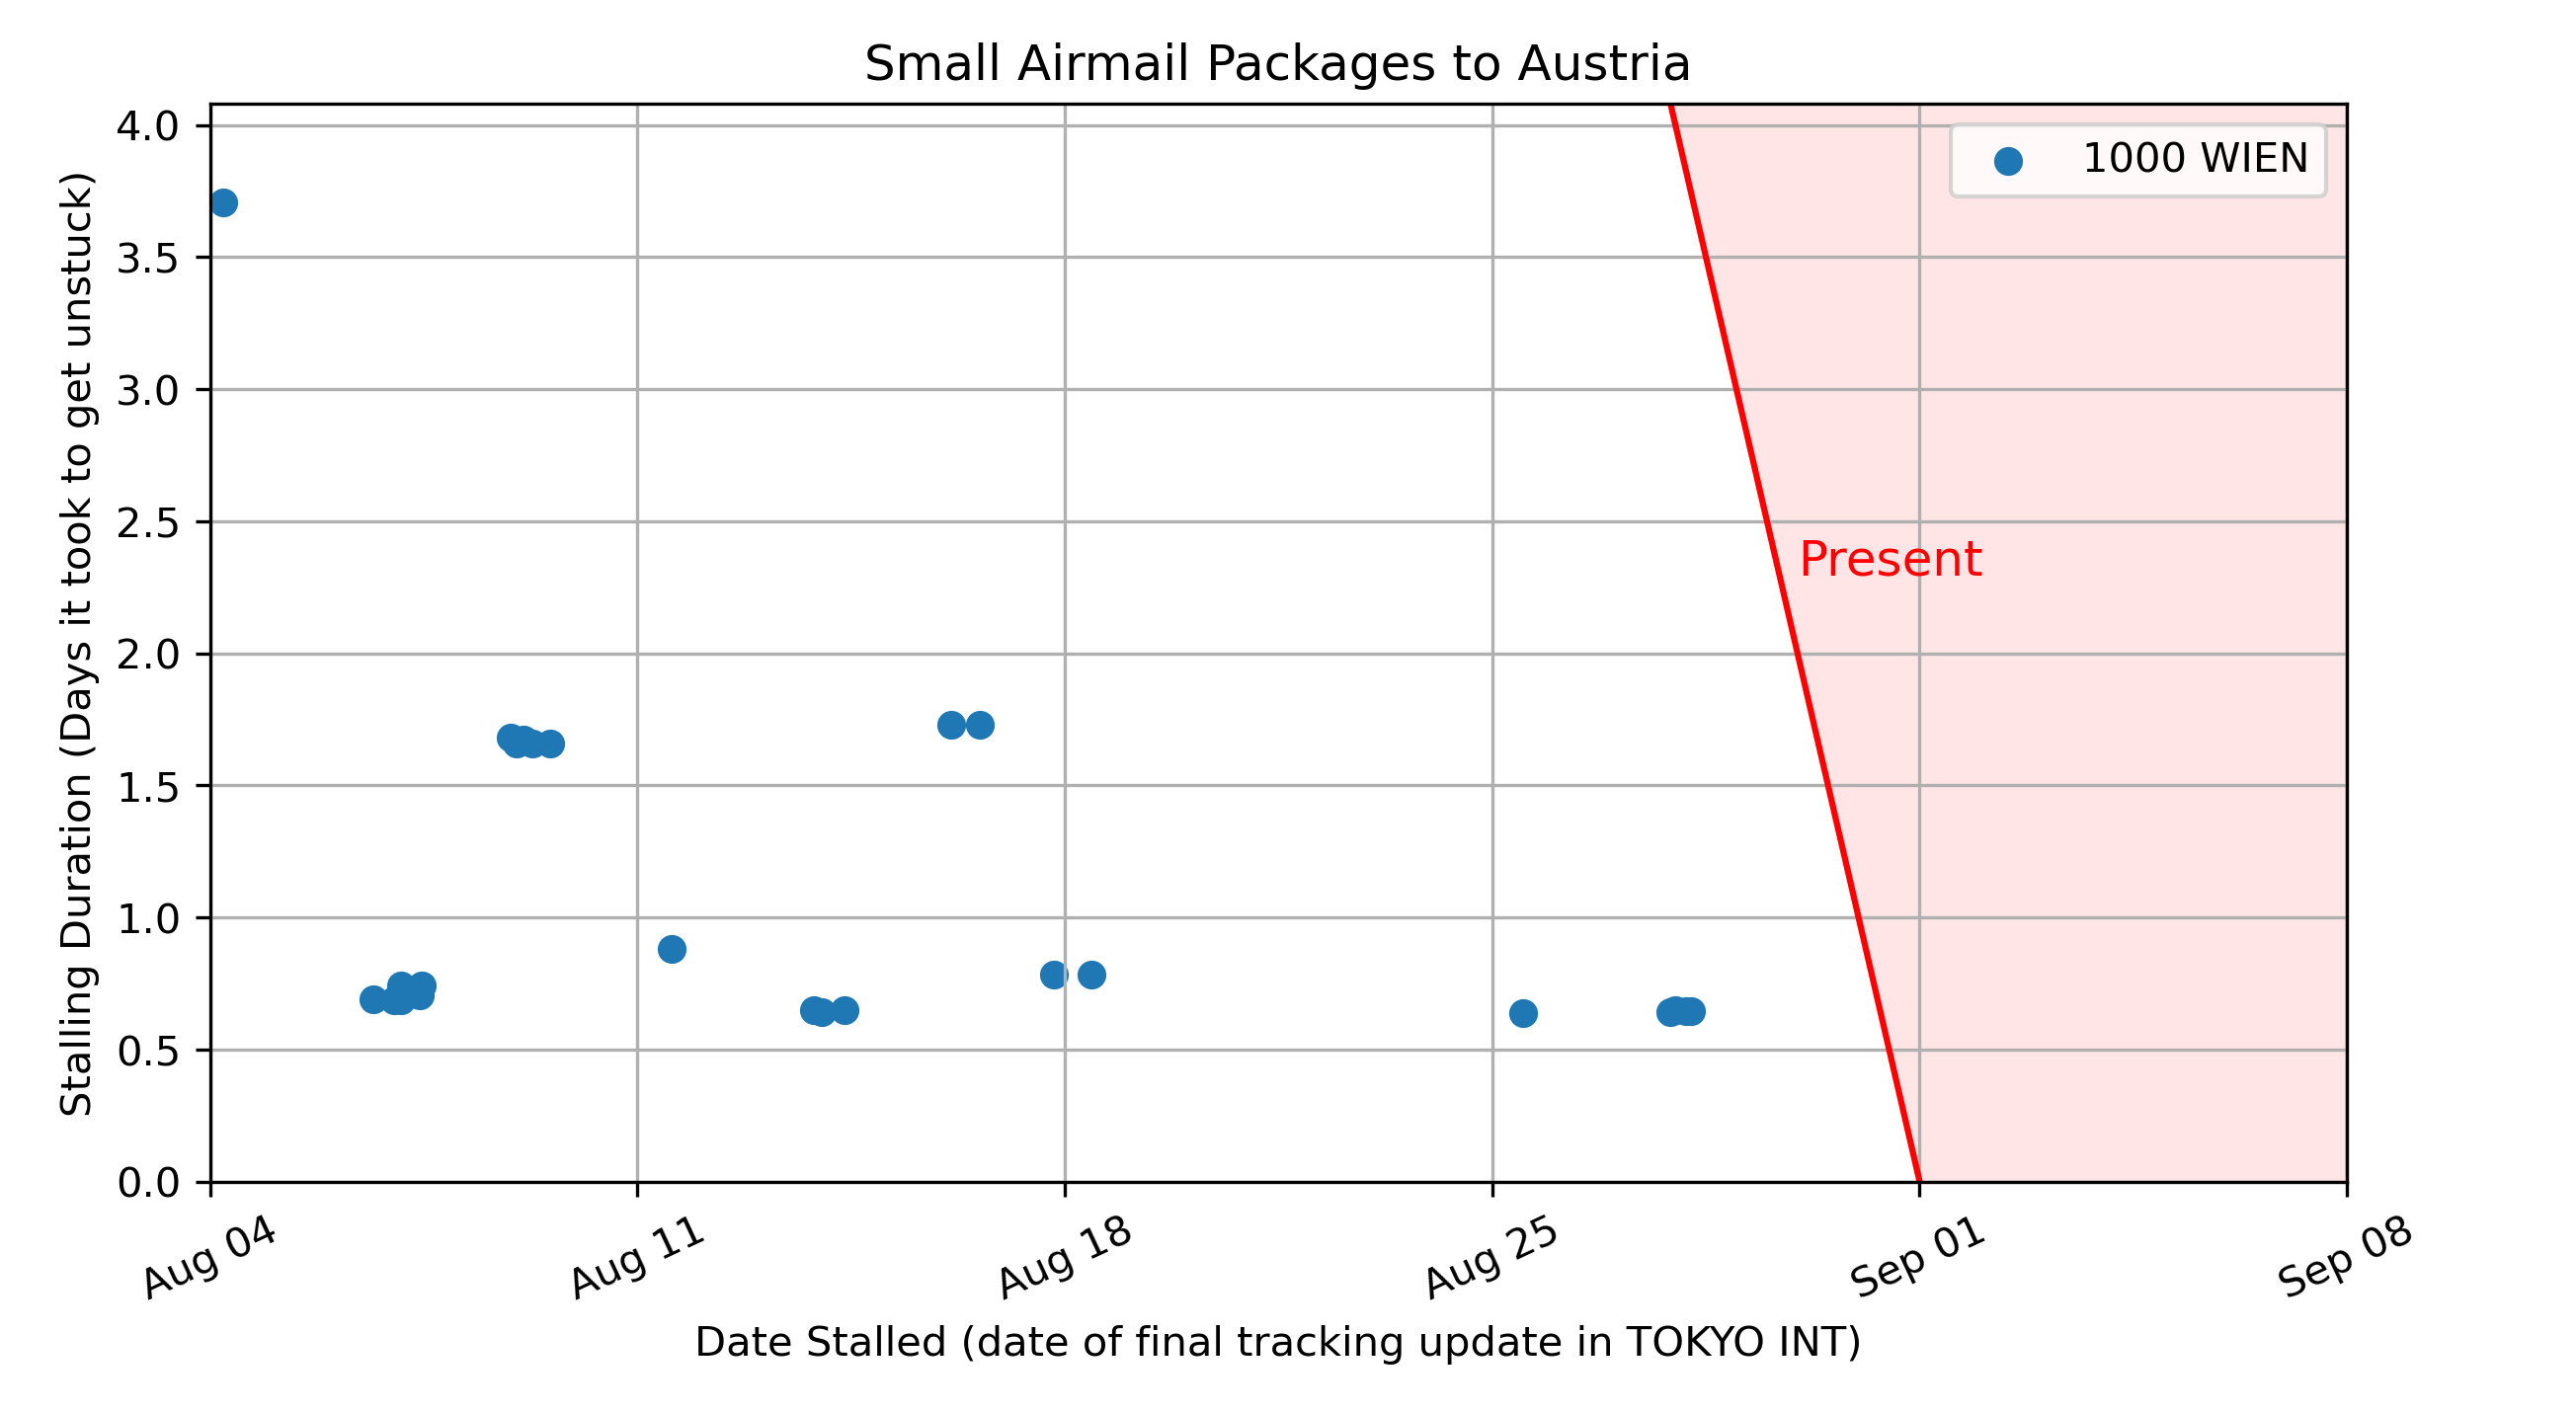 Small Airmail Packages to Austria
Stalling Duration (Days it took to get unstuck)
4.0
3.5
3.0
2.5
2.0
1.5
1.0
0.5
0.0
1000 WIEN
Present
Aug 04
Aug 11
Aug 18
Aug 25
Sep 01
Sep 08
Date Stalled (date of final tracking update in TOKYO INT)